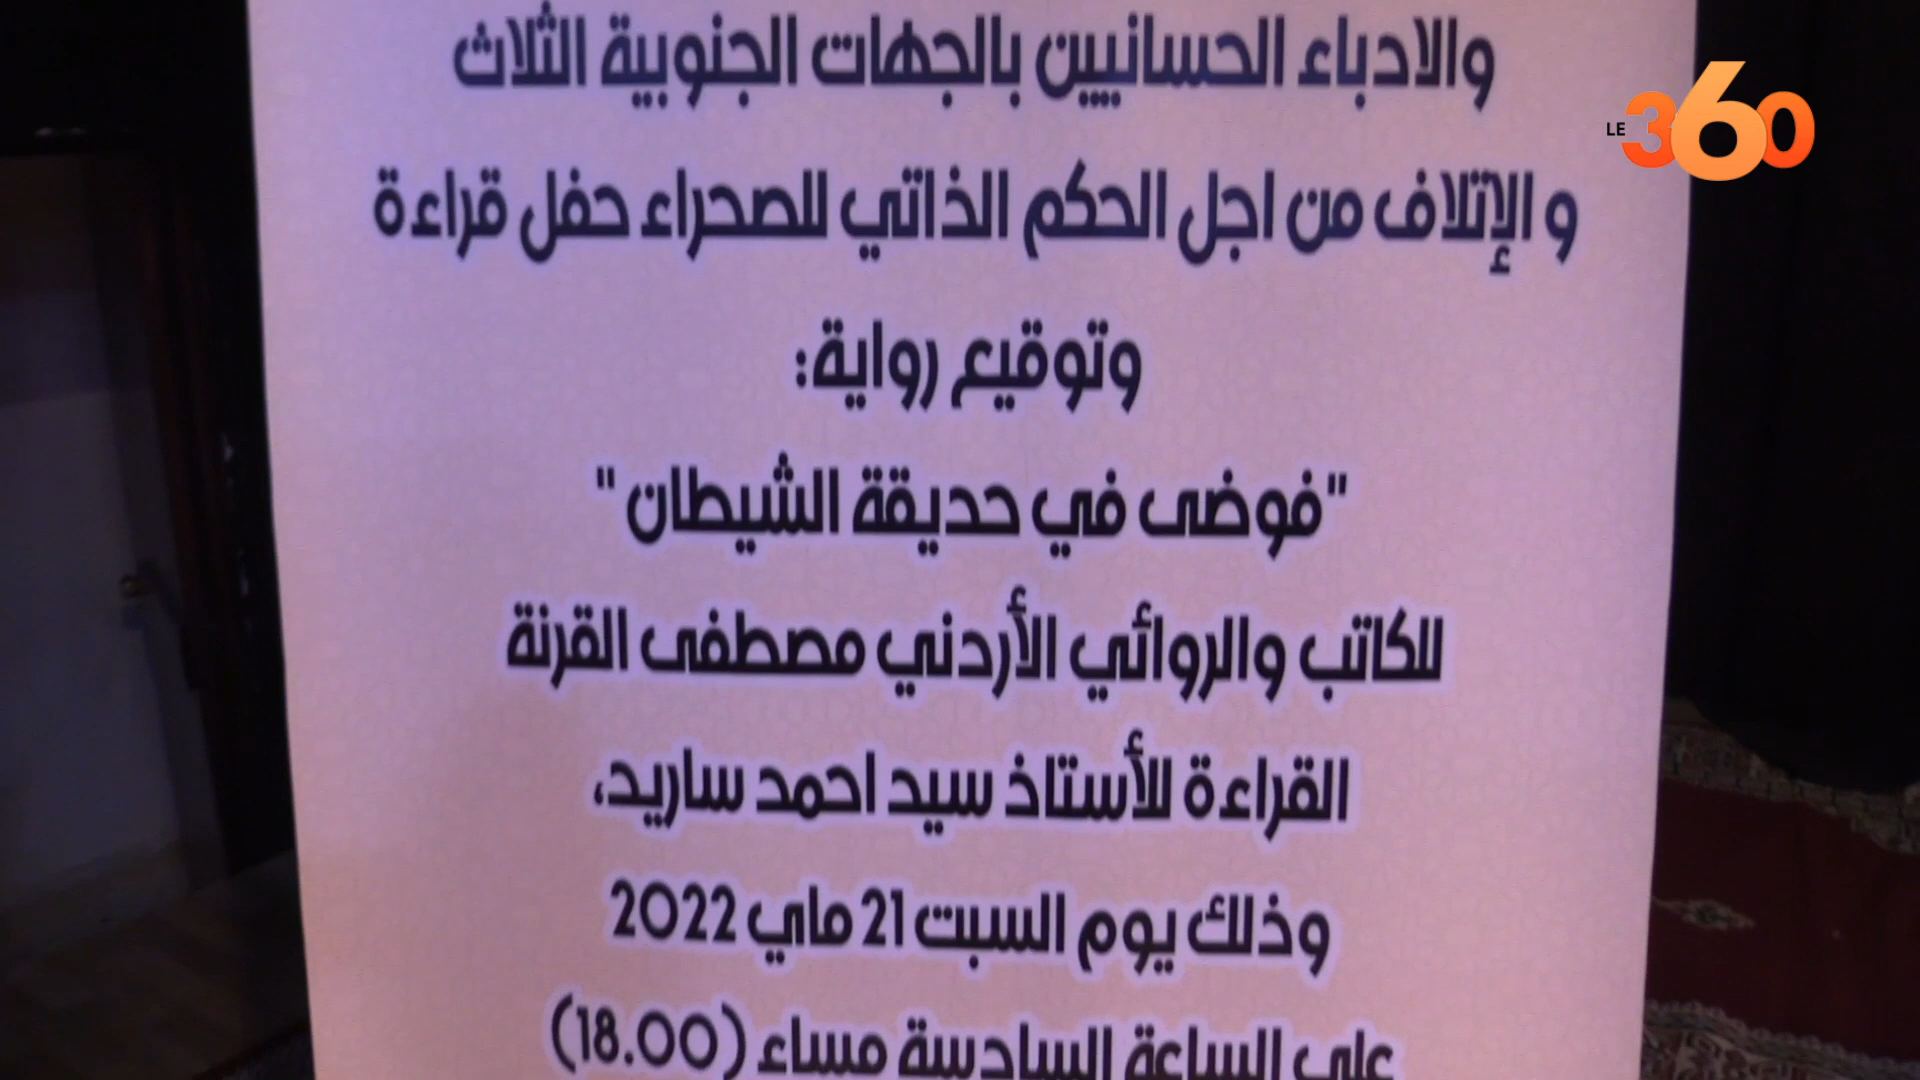 والادباء الحسانيين بالجهات الجنوبية الثلاث
و الإتلاف من اجل الحكم الذاتي للصحراء حفل قراءة
وتوقيع رواية:
"فوضى في حديقة الشيطان "
للكاتب والروائي الأردني مصطفى القرنة
القراءة للأستاذ سيد احمد ساريد،
وذلك يوم السبت 21 ماي 2022
على الساعة السادسة مساء (18.00)
LE 360